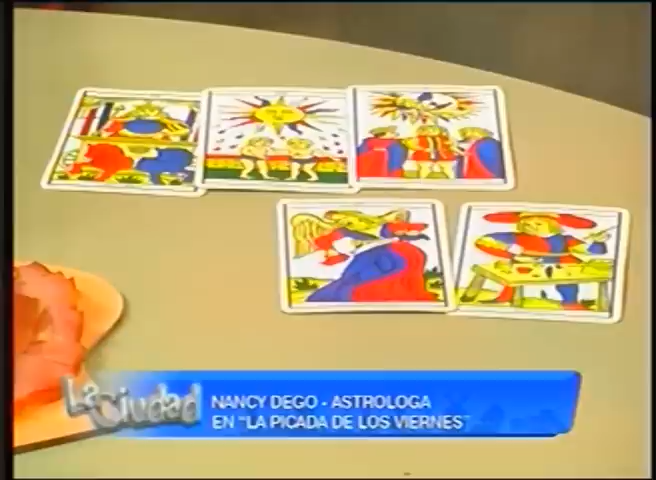 La Ciudad
NANCY DEGO - ASTROLOGA
EN "LA PICADA DE LOS VIERNES"